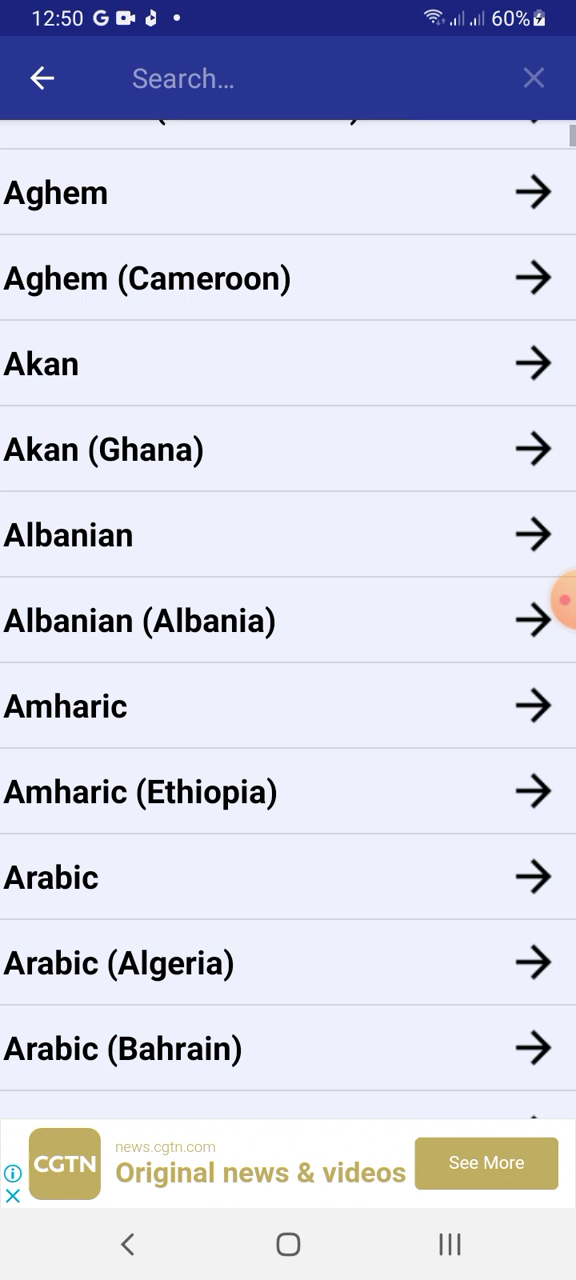 12:50 G 60%
Search...
Aghem
Aghem (Cameroon)
Akan
Akan (Ghana)
Albanian
Albanian (Albania)
Amharic
Amharic (Ethiopia)
Arabic
Arabic (Algeria)
Arabic (Bahrain)
CGTN
news.cgtn.com
Original news & videos
See More